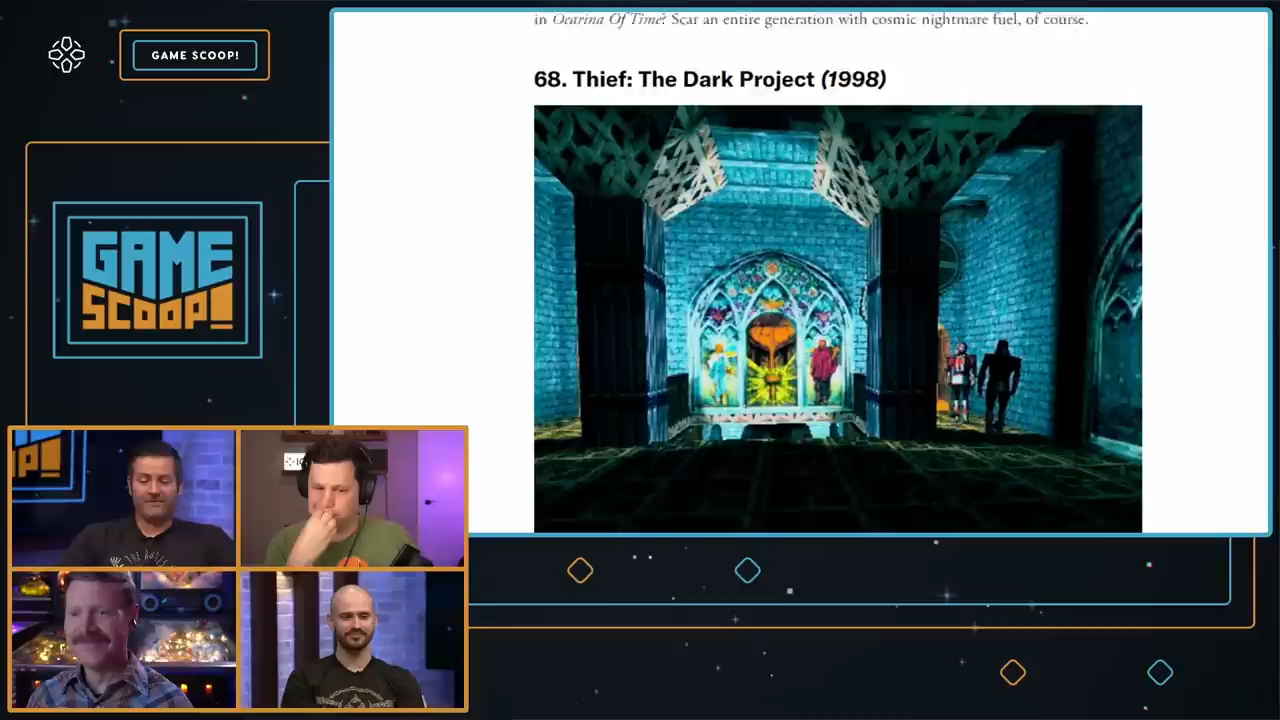 in Ocarina Of Time? Scar an entire generation with cosmic nightmare fuel, of course.
GAME SCOOP!
68. Thief: The Dark Project (1998)
GAME
SCOOP!
P!